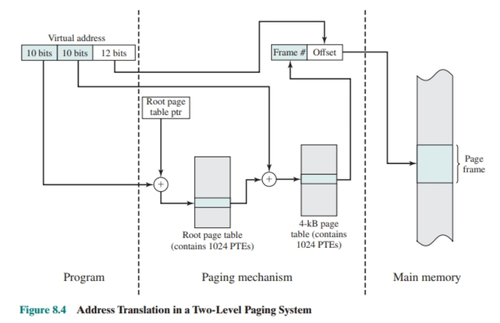 Virtual address
10 bits 10 bits 12 bits
Frame # Offset
Root page
table ptr
+
+
Page
frame
Root page table
(contains 1024 PTEs)
4-kB page
table (contains
1024 PTEs)
Program
Paging mechanism
Main memory
Figure 8.4 Address Translation in a Two-Level Paging System